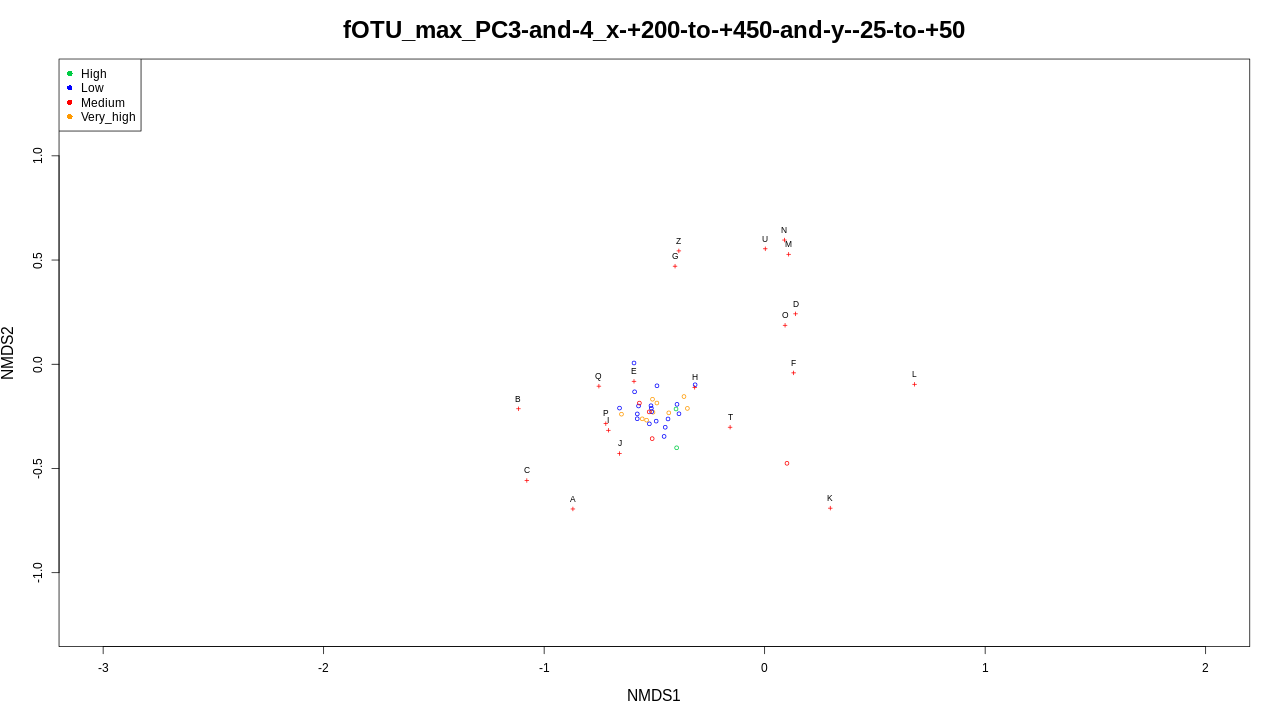 fOTU_max_PC3-and-4_x-+200-to-+450-and-y--25-to-+50
High
Low
Medium
Very_high
1.0
0.5
0.0
-0.5
-1.0
NMDS2
N
U
M
Z
G
D
O
F
L
E
H
Q
B
P
I
T
J
C
A
K
-3
-2
-1
0
1
2
NMDS1